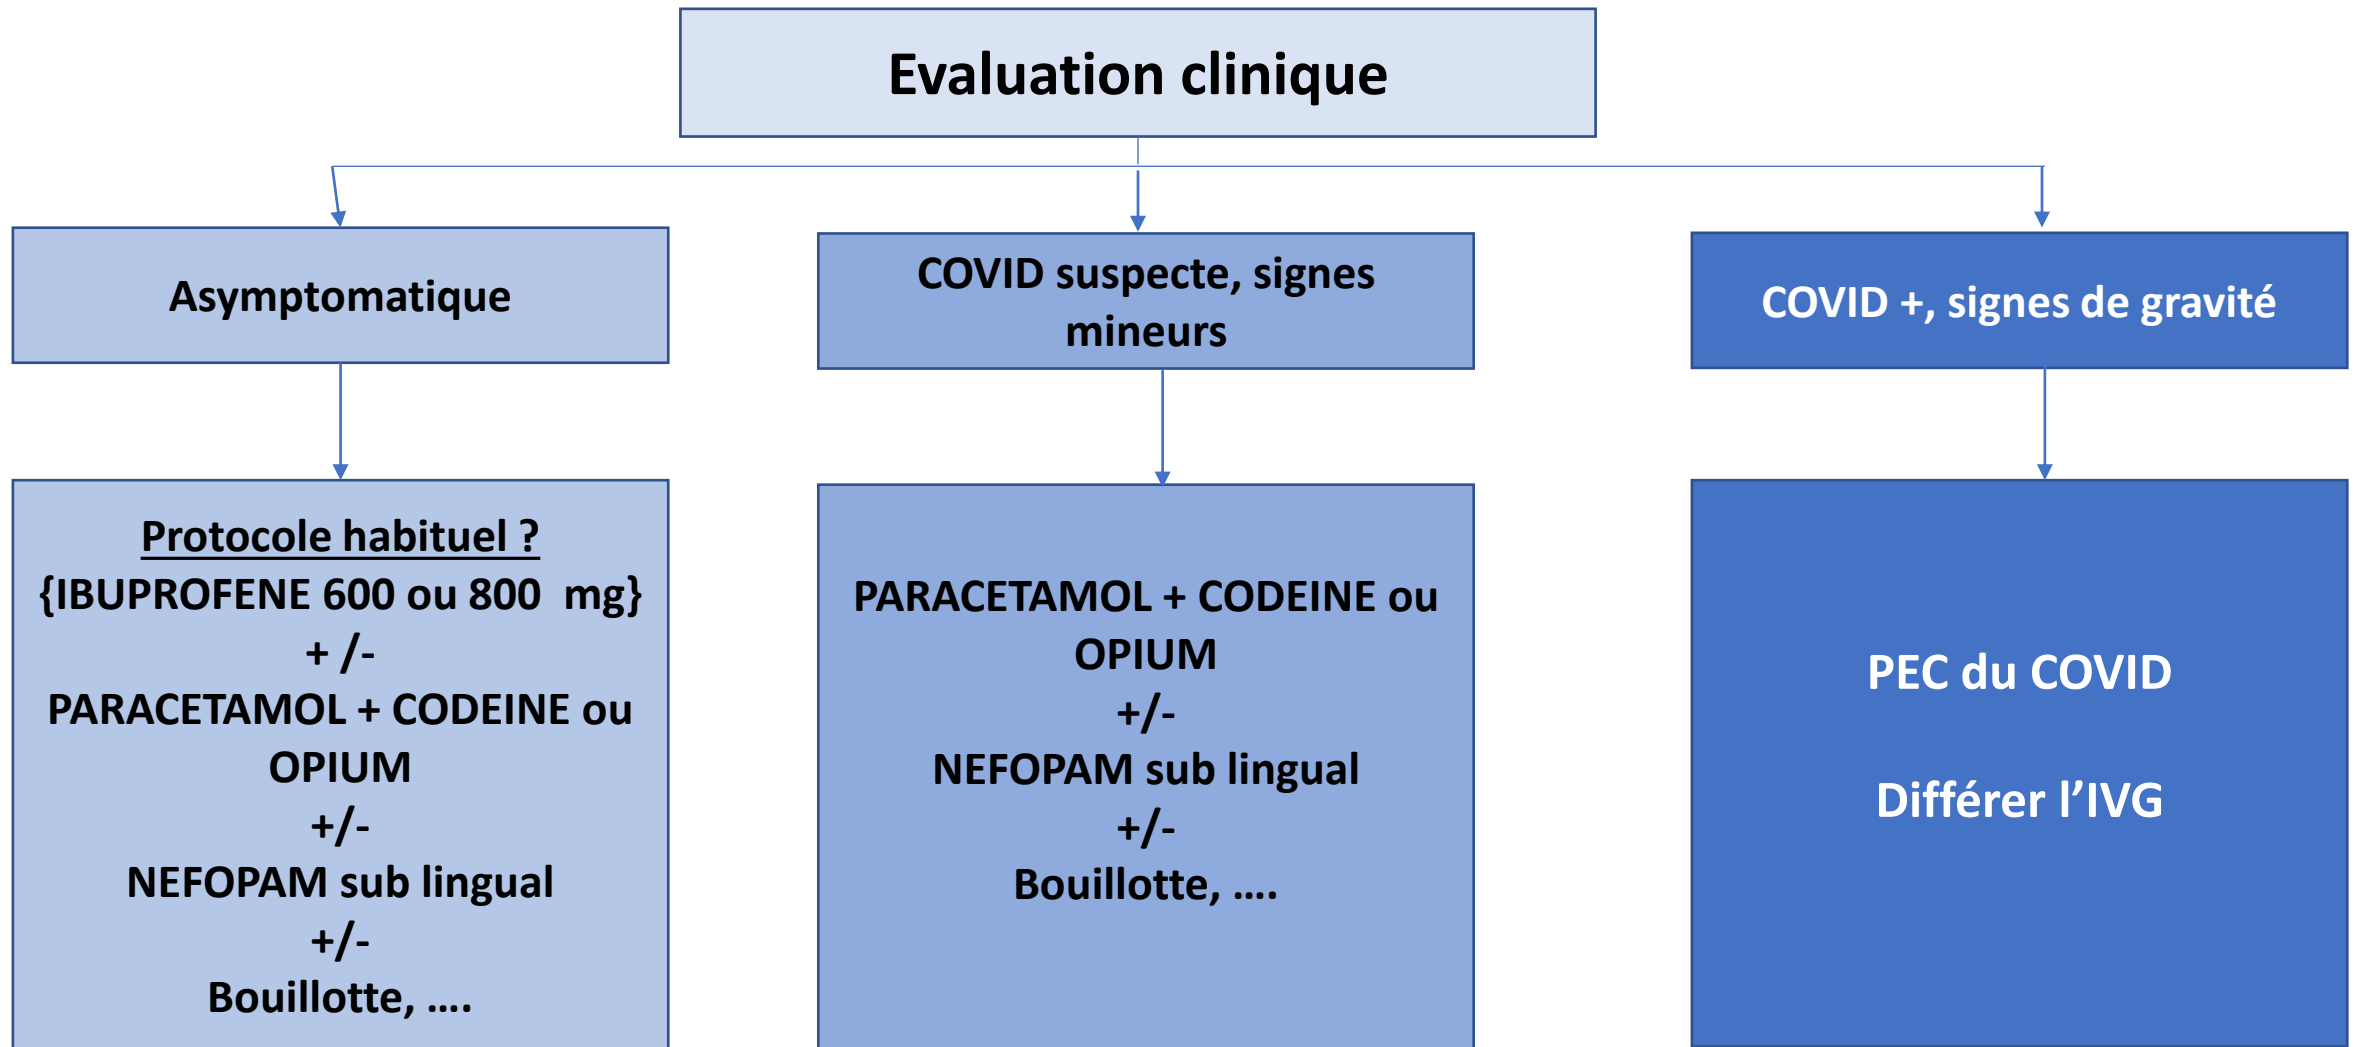 Evaluation clinique
Asymptomatique
COVID suspecte, signes
mineurs
COVID +, signes de gravité
Protocole habituel ?
{IBUPROFENE 600 ou 800  mg}
+ /-
PARACETAMOL + CODEINE ou
OPIUM
+/-
NEFOPAM sub lingual
+/-
Bouillotte, ....
PARACETAMOL + CODEINE ou
OPIUM
+/-
NEFOPAM sub lingual
+/-
Bouillotte, ....
PEC du COVID
Différer l’IVG